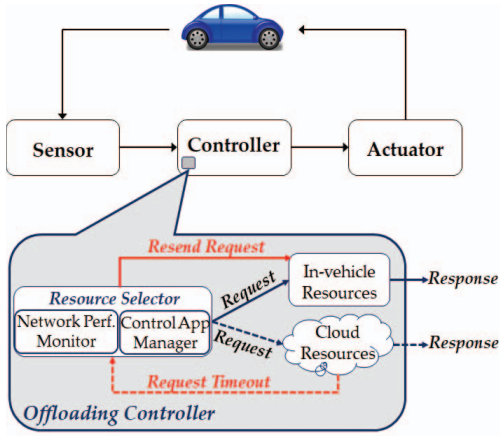 Sensor
Controller
Actuator
Resend Request
Request
In-vehicle
Resources
Response
Resource Selector
Network Perf.
Monitor
Control App
Manager
Request
Cloud
Resources
Response
Request Timeout
Offloading Controller